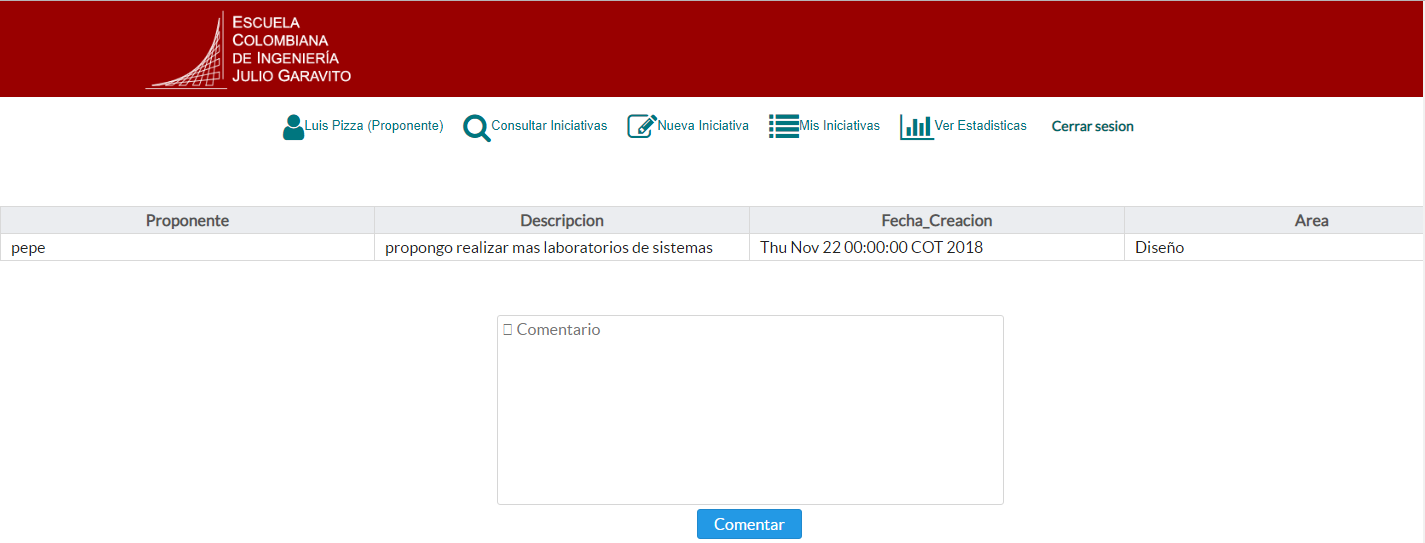 ESCUELA
COLOMBIANA
DE INGENIERÍA
JULIO GARAVITO
Luis Pizza (Proponente) Consultar Iniciativas Nueva Iniciativa Mis Iniciativas Ver Estadisticas Cerrar sesion
Proponente Descripcion Fecha_Creacion Area
pepe propongo realizar mas laboratorios de sistemas Thu Nov 22 00:00:00 COT 2018 Diseño
Comentario
Comentar